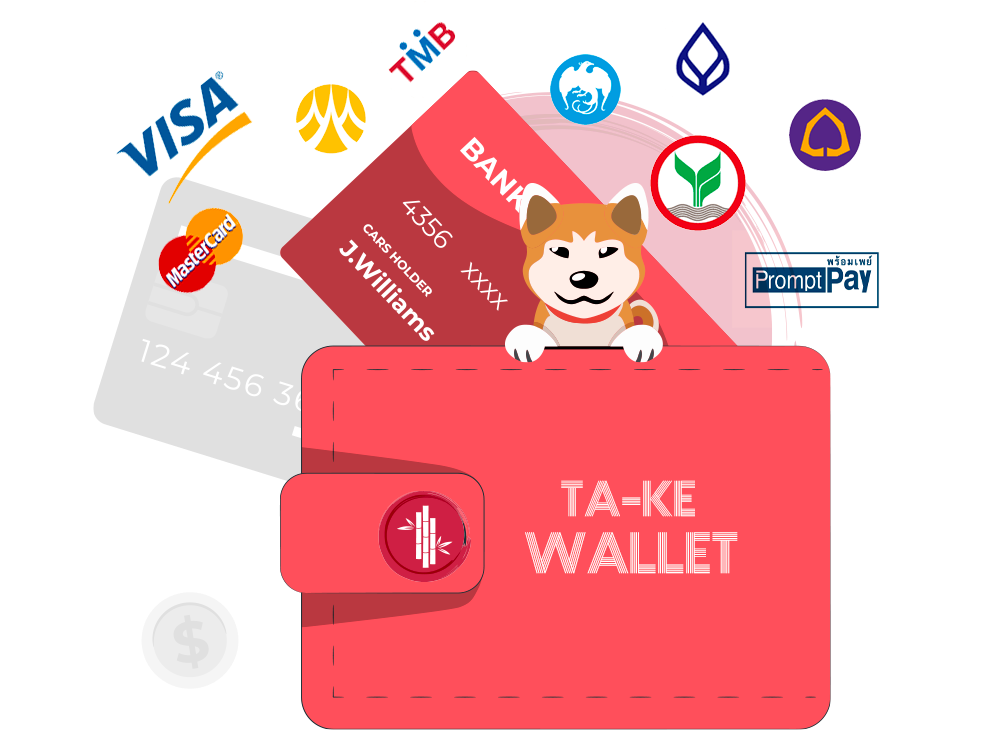 TMB
VISA®
BANK
4356 XXXX
CARS HOLDER
J.Williams
MasterCard
พร้อมเพย์
PromptPay
124 456 36
$
TA-KE
WALLET